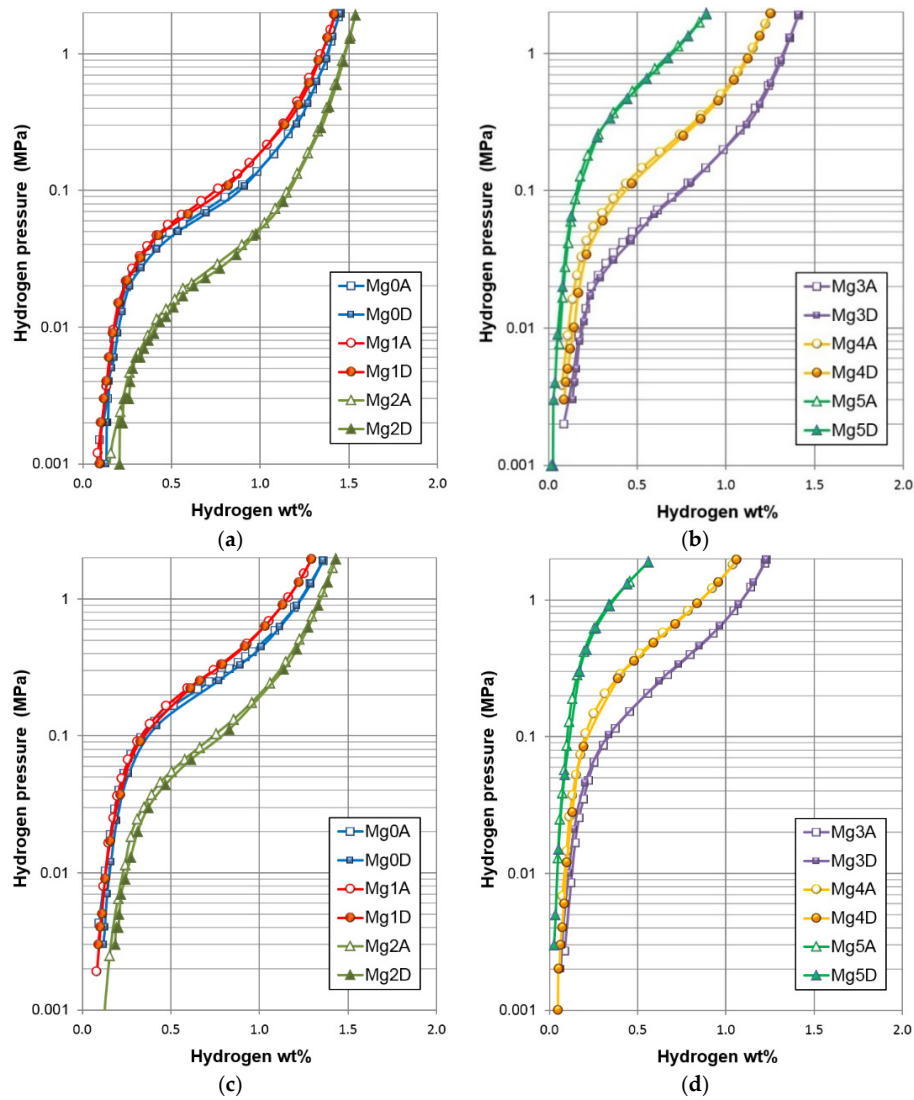 Hydrogen pressure (MPa)
1
0.1
0.01
0.001
Mg0A
Mg0D
Mg1A
Mg1D
Mg2A
Mg2D
0.0 0.5 1.0 1.5 2.0
Hydrogen wt%
(a)
Hydrogen pressure (MPa)
1
0.1
0.01
0.001
Mg3A
Mg3D
Mg4A
Mg4D
Mg5A
Mg5D
0.0 0.5 1.0 1.5 2.0
Hydrogen wt%
(b)
Hydrogen pressure (MPa)
1
0.1
0.01
0.001
Mg0A
Mg0D
Mg1A
Mg1D
Mg2A
Mg2D
0.0 0.5 1.0 1.5 2.0
Hydrogen wt%
(c)
Hydrogen pressure (MPa)
1
0.1
0.01
0.001
Mg3A
Mg3D
Mg4A
Mg4D
Mg5A
Mg5D
0.0 0.5 1.0 1.5 2.0
Hydrogen wt%
(d)